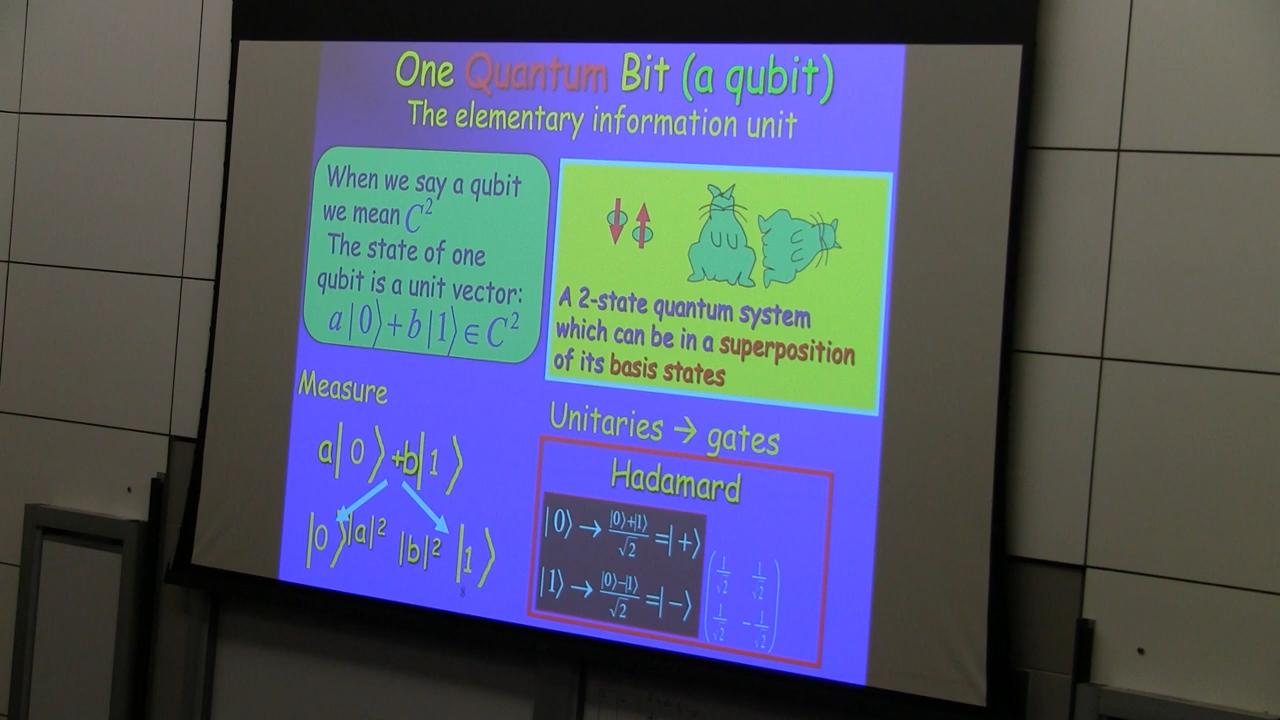 One Quantum Bit (a qubit)
The elementary information unit
When we say a qubit
we mean C²
The state of one
qubit is a unit vector:
a|0⟩+b|1⟩∈C²
A 2-state quantum system
which can be in a superposition
of its basis states
Measure
a|0⟩+b|1⟩
|0⟩|a|² |b|²|1⟩
8
Unitaries → gates
Hadamard
|0⟩→(|0⟩+|1⟩)/√2=|+⟩
|1⟩→(|0⟩−|1⟩)/√2=|−⟩
1/√2 1/√2
1/√2 −1/√2